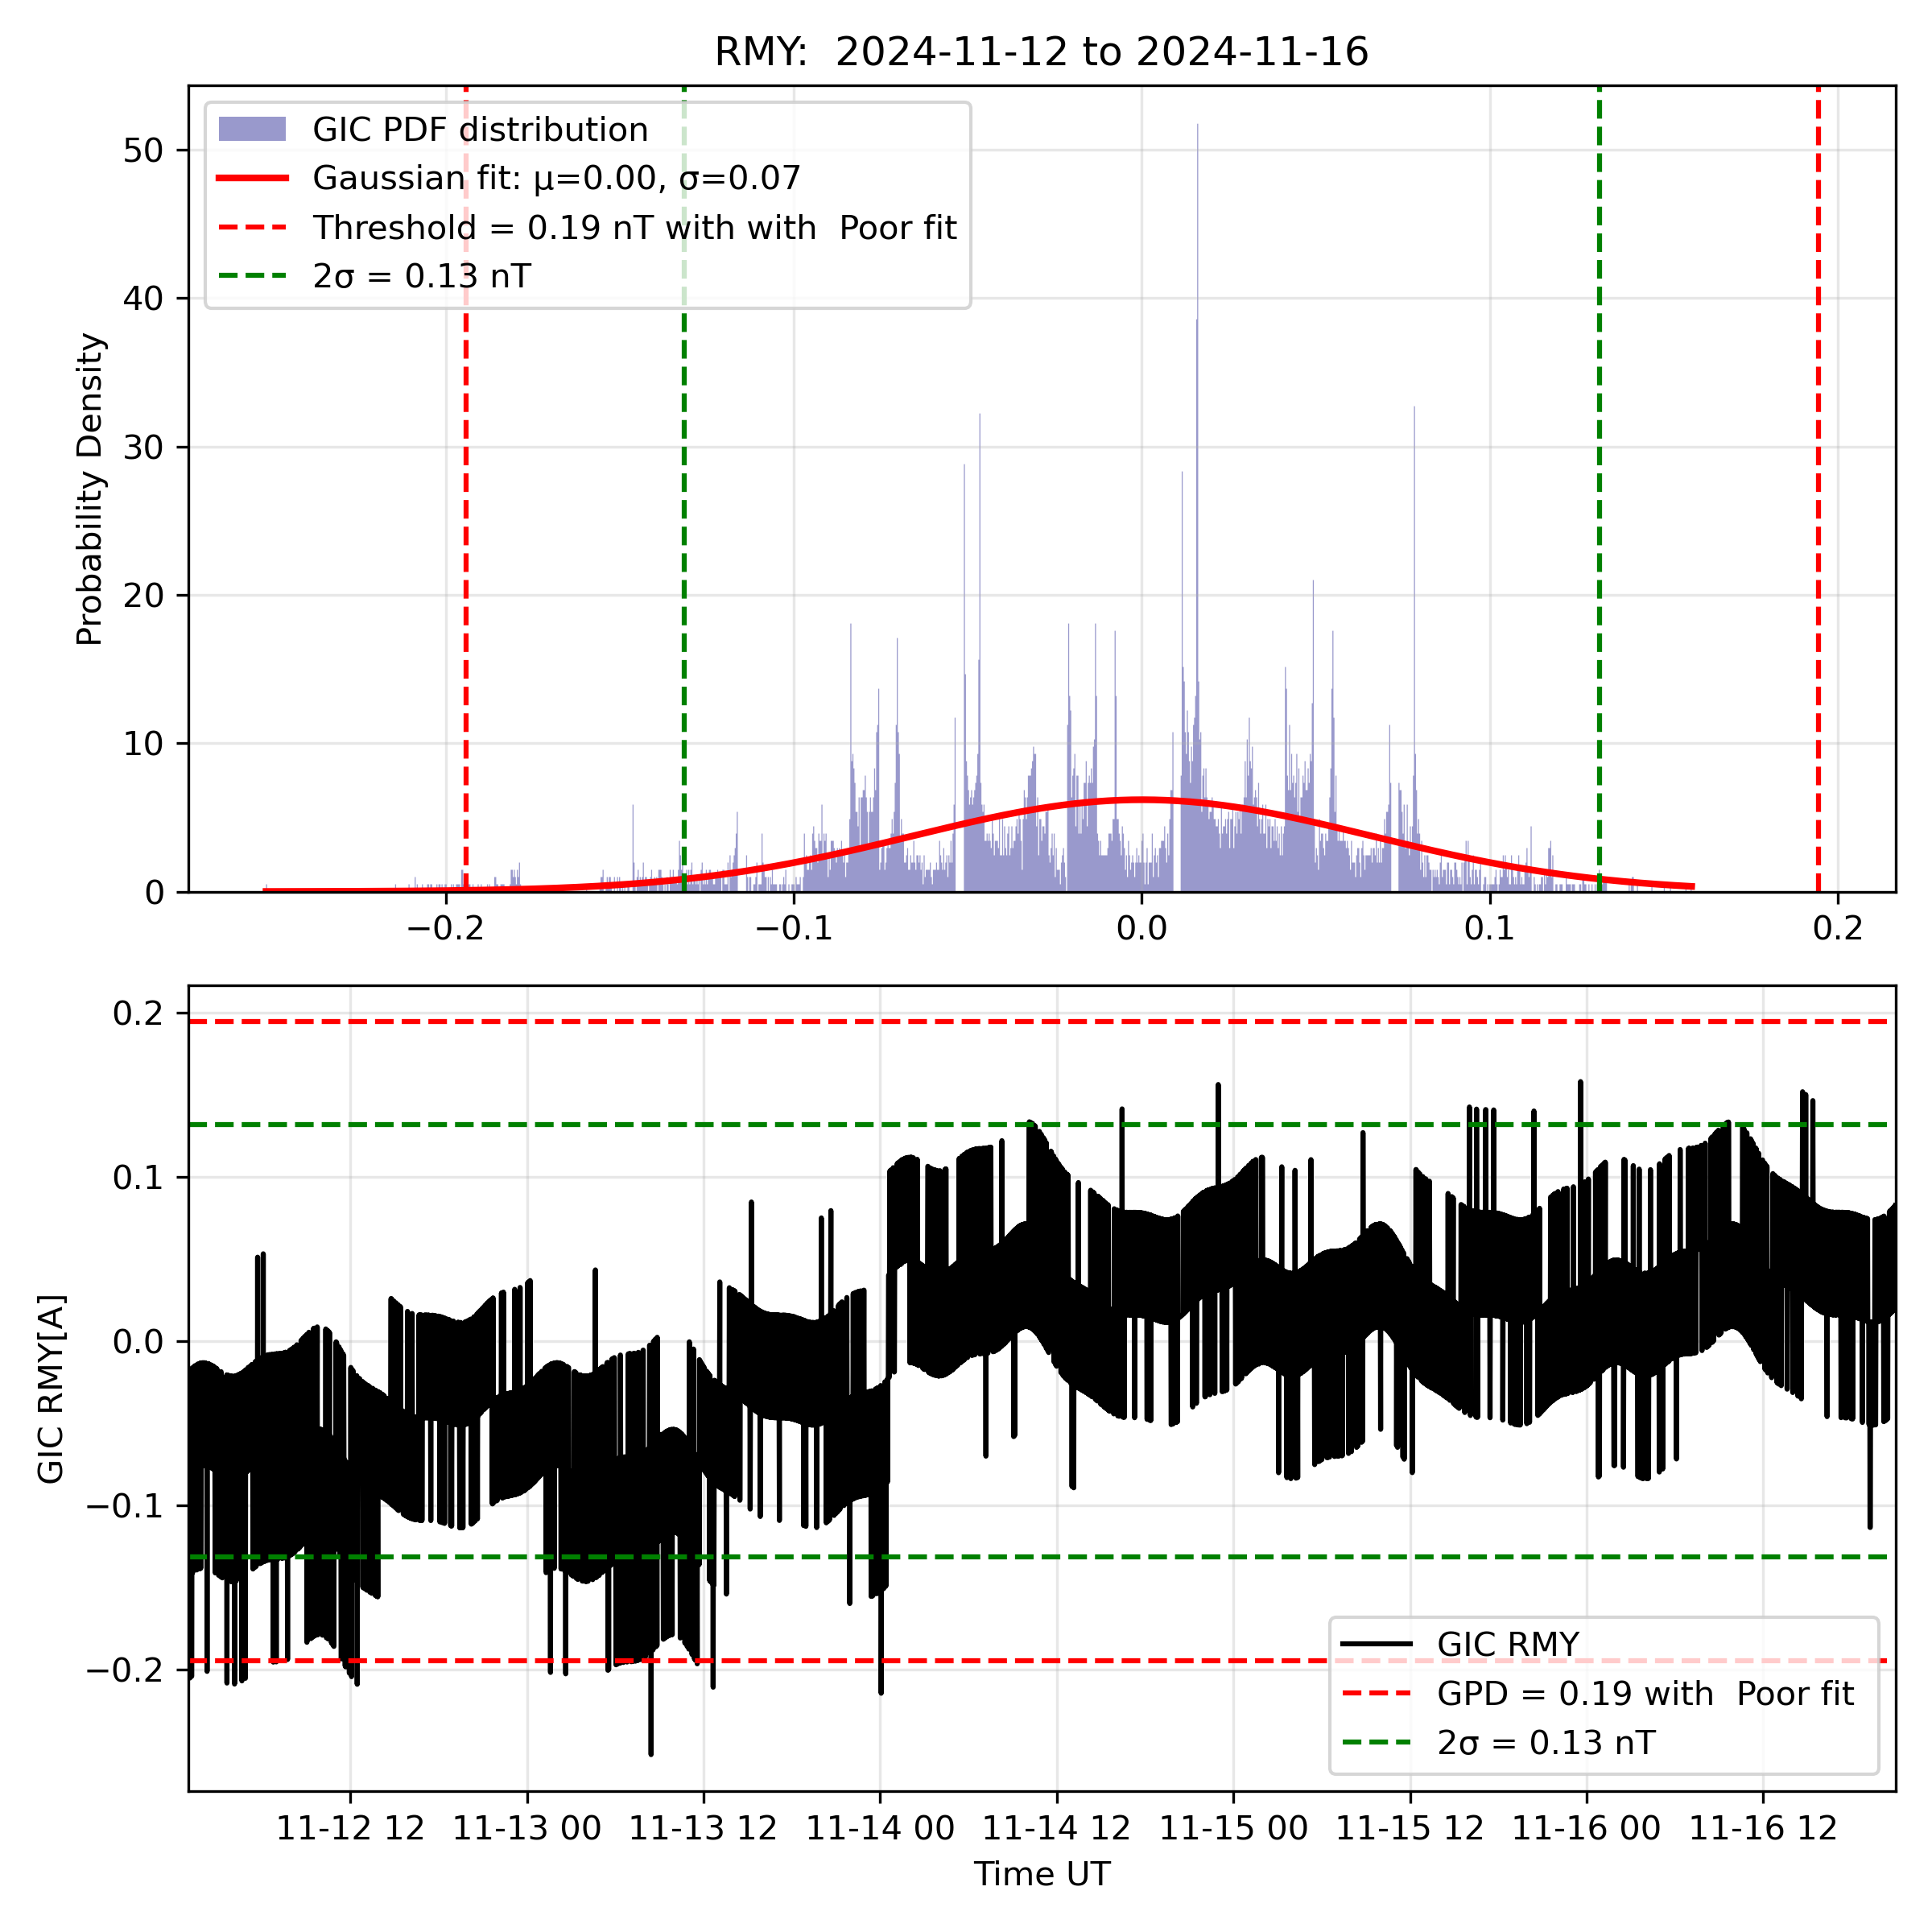 RMY:  2024-11-12 to 2024-11-16
GIC PDF distribution
Gaussian fit: μ=0.00, σ=0.07
Threshold = 0.19 nT with with  Poor fit
2σ = 0.13 nT
Probability Density
50
40
30
20
10
0
−0.2
−0.1
0.0
0.1
0.2
GIC RMY[A]
0.2
0.1
0.0
−0.1
−0.2
GIC RMY
GPD = 0.19 with  Poor fit
2σ = 0.13 nT
11-12 12
11-13 00
11-13 12
11-14 00
11-14 12
11-15 00
11-15 12
11-16 00
11-16 12
Time UT